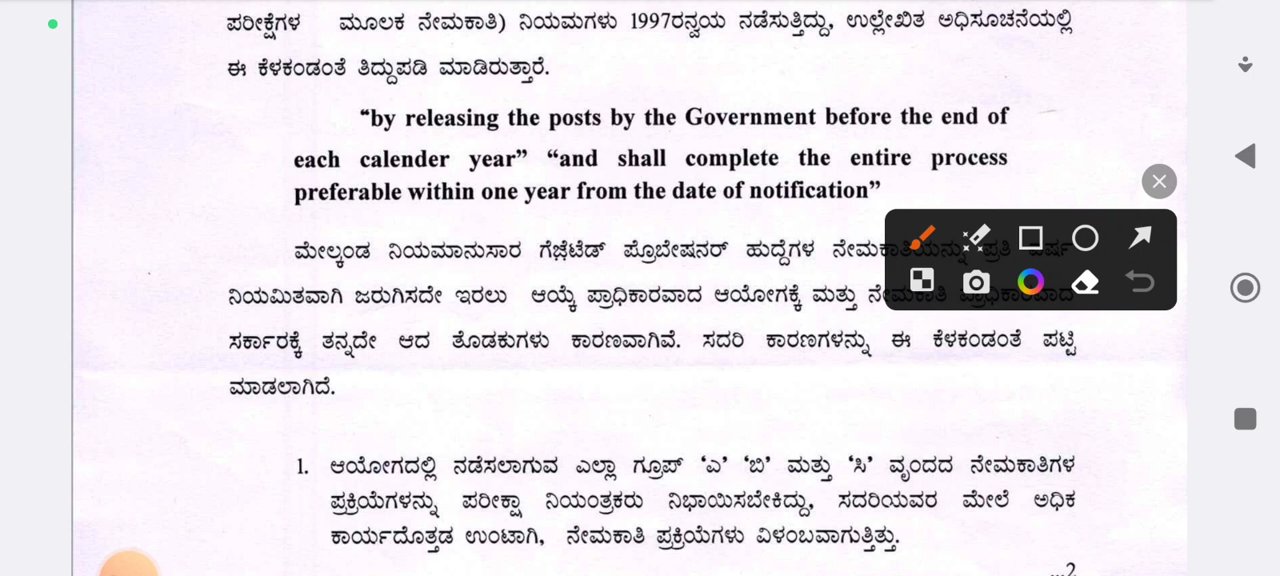 ಪರೀಕ್ಷೆಗಳ ಮೂಲಕ ನೇಮಕಾತಿ) ನಿಯಮಗಳು 1997ರನ್ವಯ ನಡೆಸುತ್ತಿದ್ದು, ಉಲ್ಲೇಖಿತ ಅಧಿಸೂಚನೆಯಲ್ಲಿ
ಈ ಕೆಳಕಂಡಂತೆ ತಿದ್ದುಪಡಿ ಮಾಡಿರುತ್ತಾರೆ.
“by releasing the posts by the Government before the end of
each calender year” “and shall complete the entire process
preferable within one year from the date of notification”
ಮೇಲ್ಕಂಡ ನಿಯಮಾನುಸಾರ ಗೆಜೆಟೆಡ್ ಪ್ರೊಬೇಷನರ್ ಹುದ್ದೆಗಳ ನೇಮಕಾತಿಯನ್ನು ಪ್ರತಿ ವರ್ಷ
ನಿಯಮಿತವಾಗಿ ಜರುಗಿಸದೇ ಇರಲು ಆಯ್ಕೆ ಪ್ರಾಧಿಕಾರವಾದ ಆಯೋಗಕ್ಕೆ ಮತ್ತು ನೇಮಕಾತಿ ಪ್ರಾಧಿಕಾರವಾದ
ಸರ್ಕಾರಕ್ಕೆ ತನ್ನದೇ ಆದ ತೊಡಕುಗಳು ಕಾರಣವಾಗಿವೆ. ಸದರಿ ಕಾರಣಗಳನ್ನು ಈ ಕೆಳಕಂಡಂತೆ ಪಟ್ಟಿ
ಮಾಡಲಾಗಿದೆ.
1. ಆಯೋಗದಲ್ಲಿ ನಡೆಸಲಾಗುವ ಎಲ್ಲಾ ಗ್ರೂಪ್ ‘ಎ’ ‘ಬಿ’ ಮತ್ತು ‘ಸಿ’ ವೃಂದದ ನೇಮಕಾತಿಗಳ
ಪ್ರಕ್ರಿಯೆಗಳನ್ನು ಪರೀಕ್ಷಾ ನಿಯಂತ್ರಕರು ನಿಭಾಯಿಸಬೇಕಿದ್ದು, ಸದರಿಯವರ ಮೇಲೆ ಅಧಿಕ
ಕಾರ್ಯದೊತ್ತಡ ಉಂಟಾಗಿ, ನೇಮಕಾತಿ ಪ್ರಕ್ರಿಯೆಗಳು ವಿಳಂಬವಾಗುತ್ತಿತ್ತು.
...2